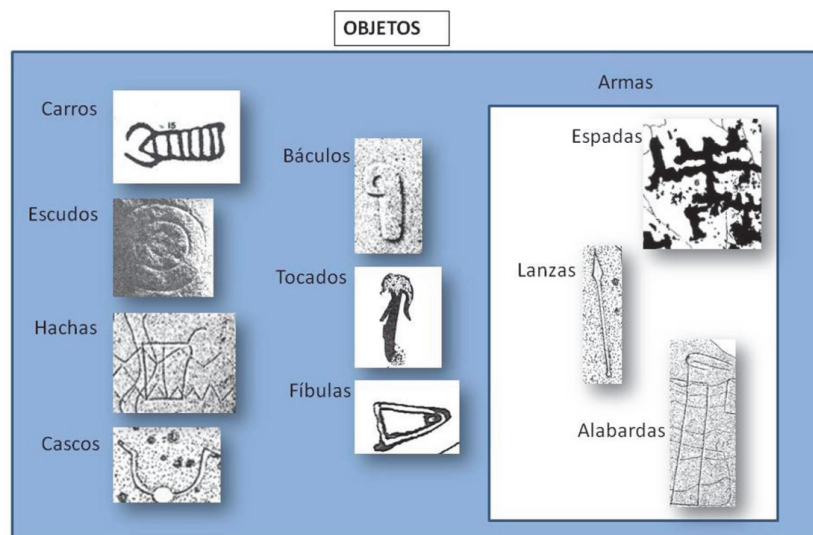 OBJETOS
Carros
15
Escudos
Hachas
Cascos
Báculos
Tocados
Fíbulas
Armas
Espadas
Lanzas
Alabardas